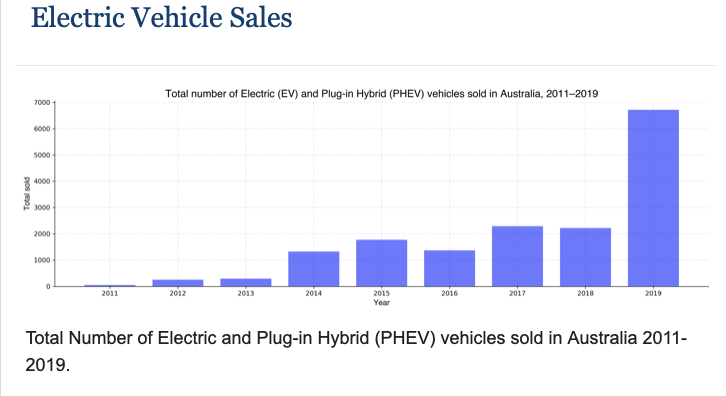 Electric Vehicle Sales
Total number of Electric (EV) and Plug-in Hybrid (PHEV) vehicles sold in Australia, 2011–2019
7000
6000
5000
4000
3000
2000
1000
0
Total sold
2011 2012 2013 2014 2015 2016 2017 2018 2019
Year
Total Number of Electric and Plug-in Hybrid (PHEV) vehicles sold in Australia 2011-
2019.